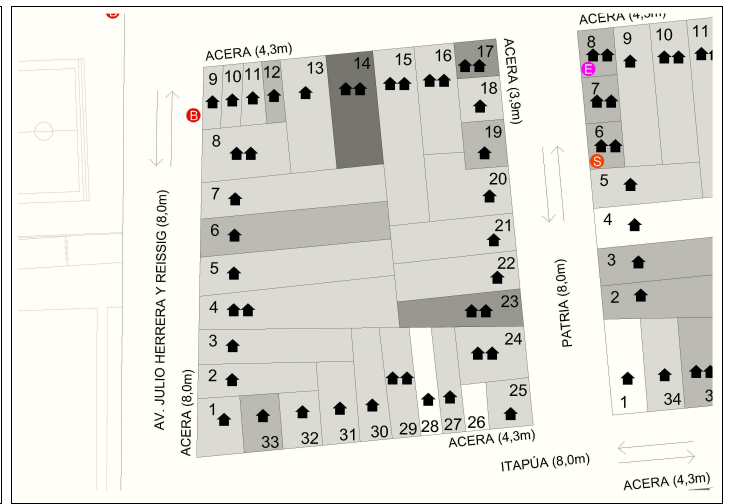 ACERA (4,3m)
ACERA (4,3m)
9 10 11 12 13 14 15 16 17
8 9 10 11
E
B
18
7
8
19
6
S
7
20
5
6
21
4
5
22
3
4
23
2
3
24
2
1
33 32 31 30 29 28 27 26 25
1 34
AV. JULIO HERRERA Y REISSIG (8,0m)
ACERA (8,0m)
ACERA (3,9m)
PATRIA (8,0m)
ACERA (4,3m)
ITAPÚA (8,0m)
ACERA (4,3m)